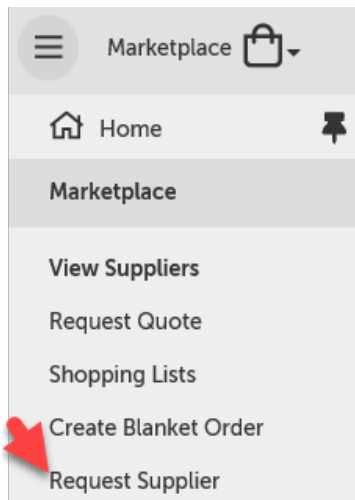 Marketplace
Home
Marketplace
View Suppliers
Request Quote
Shopping Lists
Create Blanket Order
Request Supplier